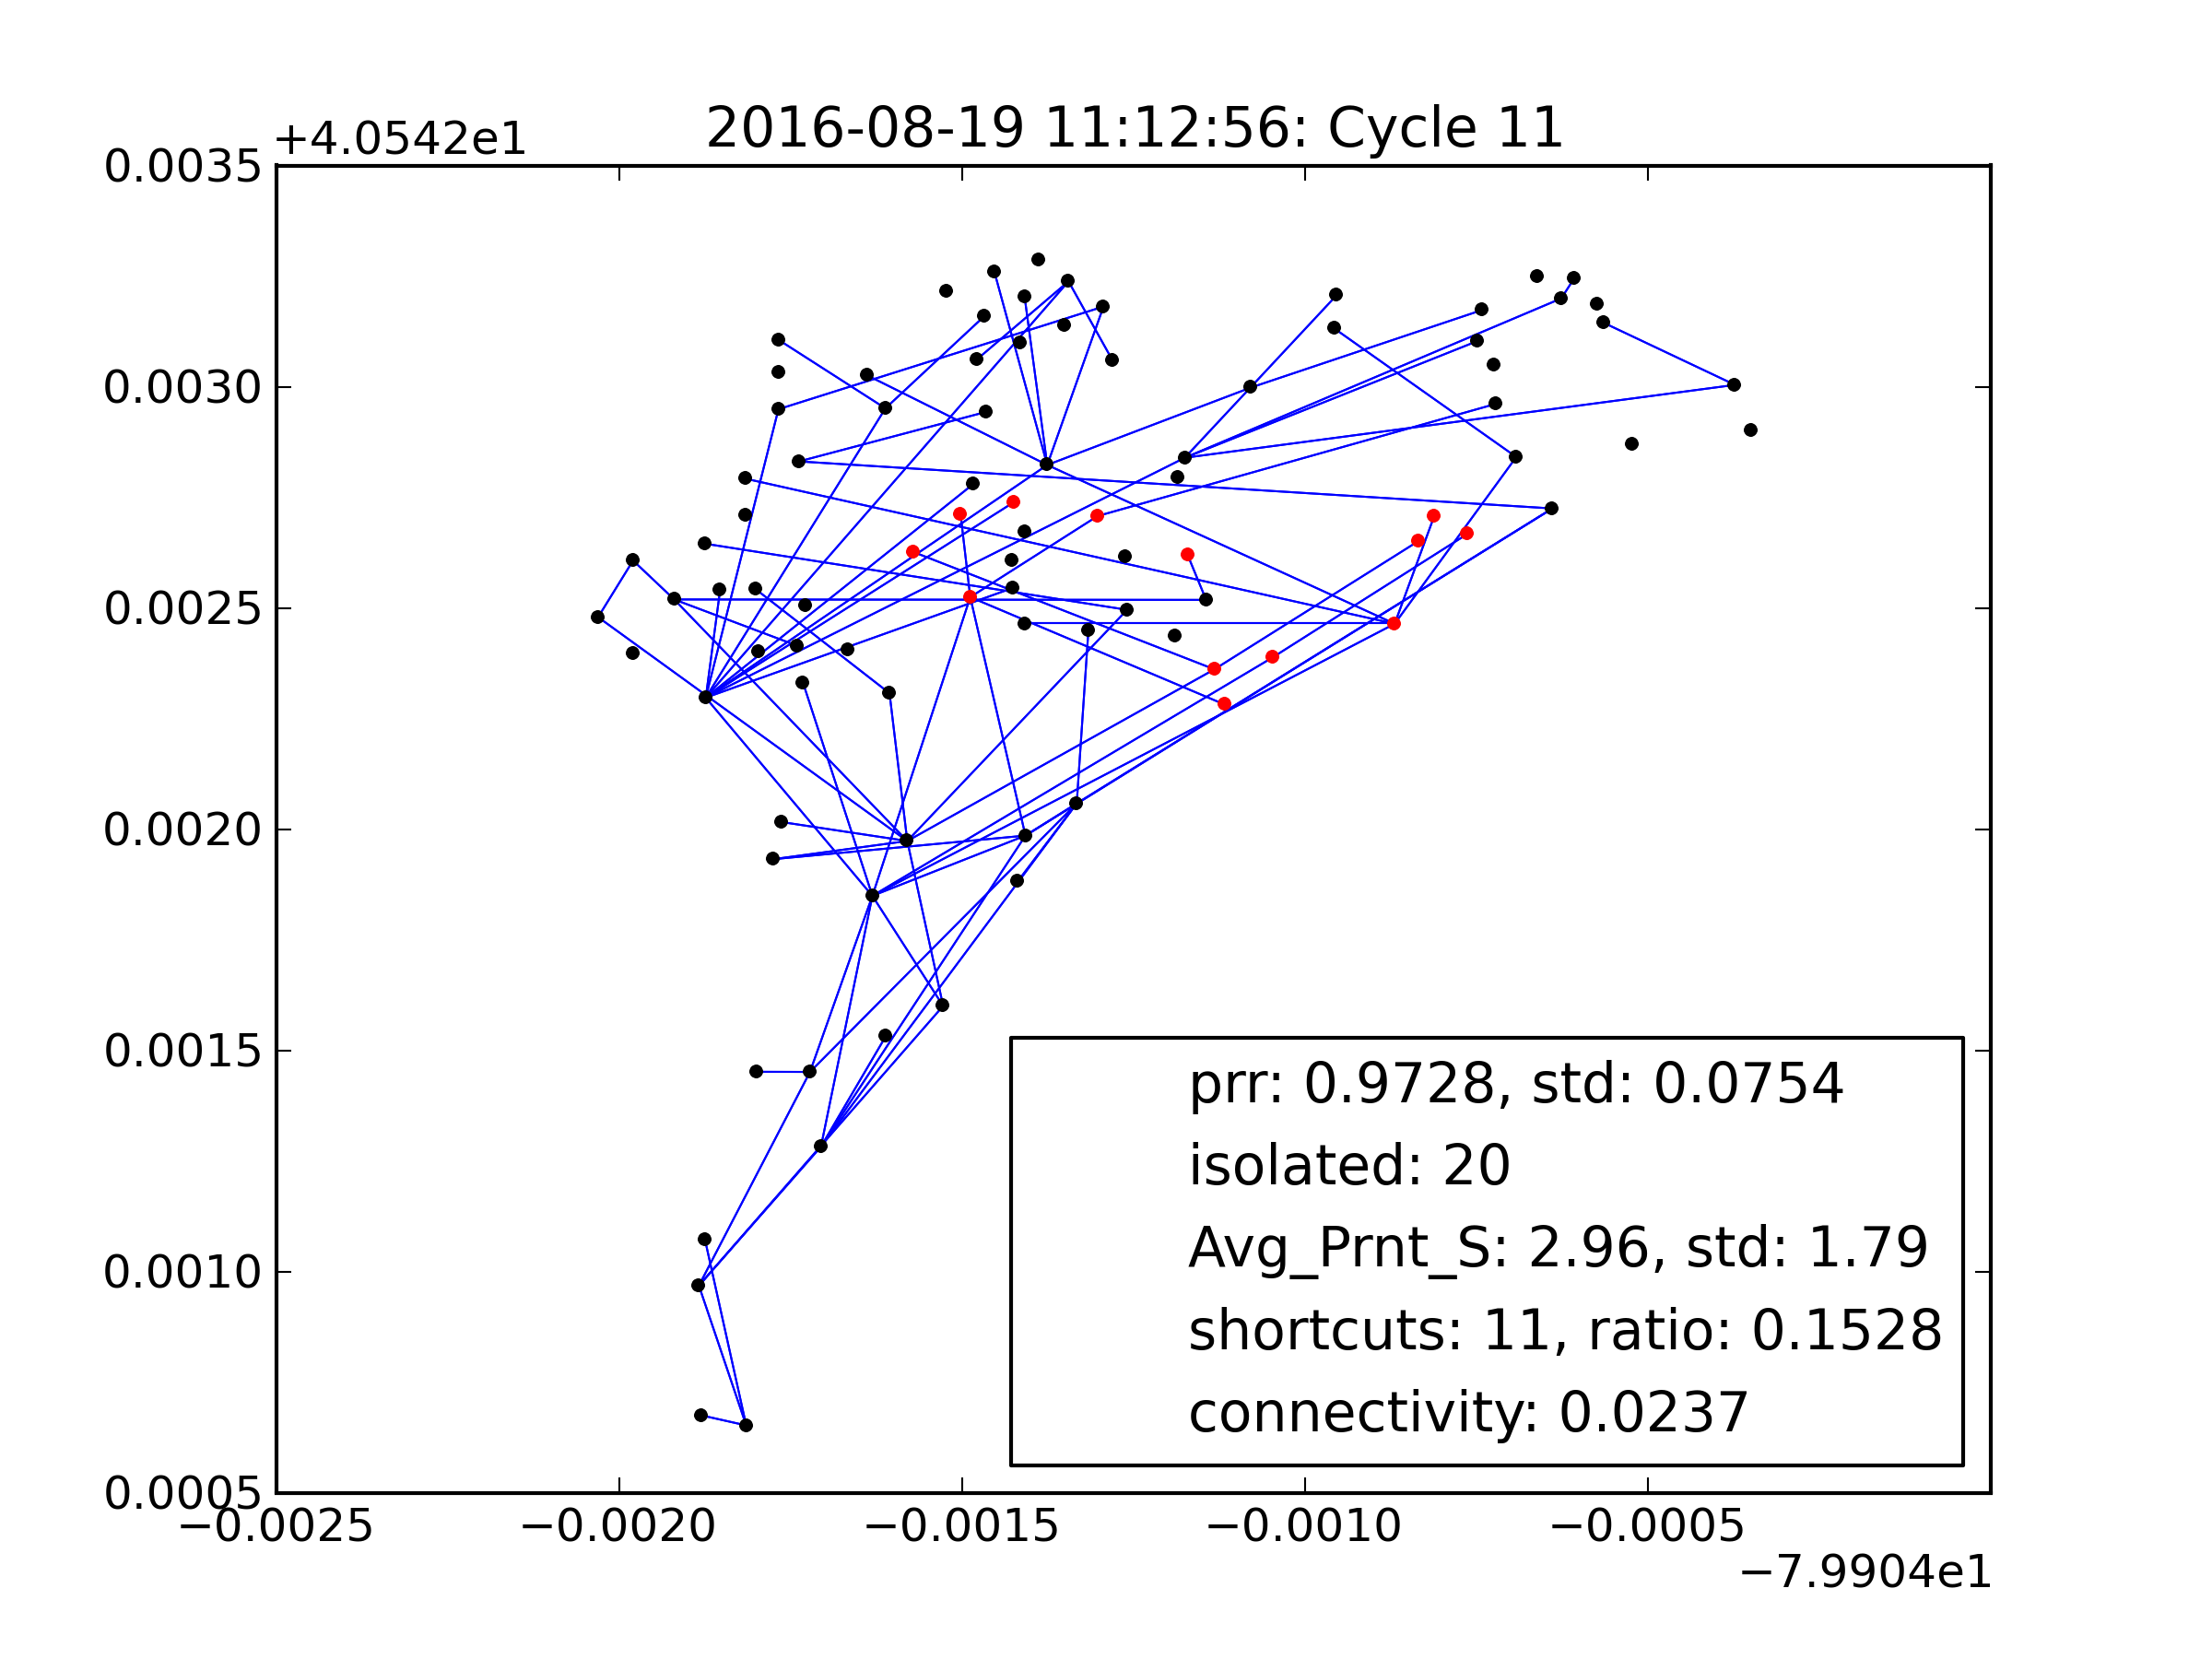 2016-08-19 11:12:56: Cycle 11
+4.0542e1
0.0035
0.0030
0.0025
0.0020
0.0015
0.0010
0.0005
prr: 0.9728, std: 0.0754
isolated: 20
Avg_Prnt_S: 2.96, std: 1.79
shortcuts: 11, ratio: 0.1528
connectivity: 0.0237
−0.0025 −0.0020 −0.0015 −0.0010 −0.0005
−7.9904e1